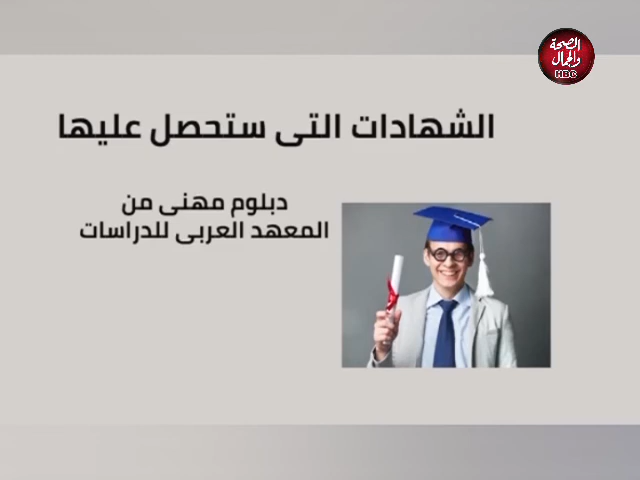 الصحة
والجمال
HBC
الشهادات التى ستحصل عليها
دبلوم مهنى من
المعهد العربى للدراسات